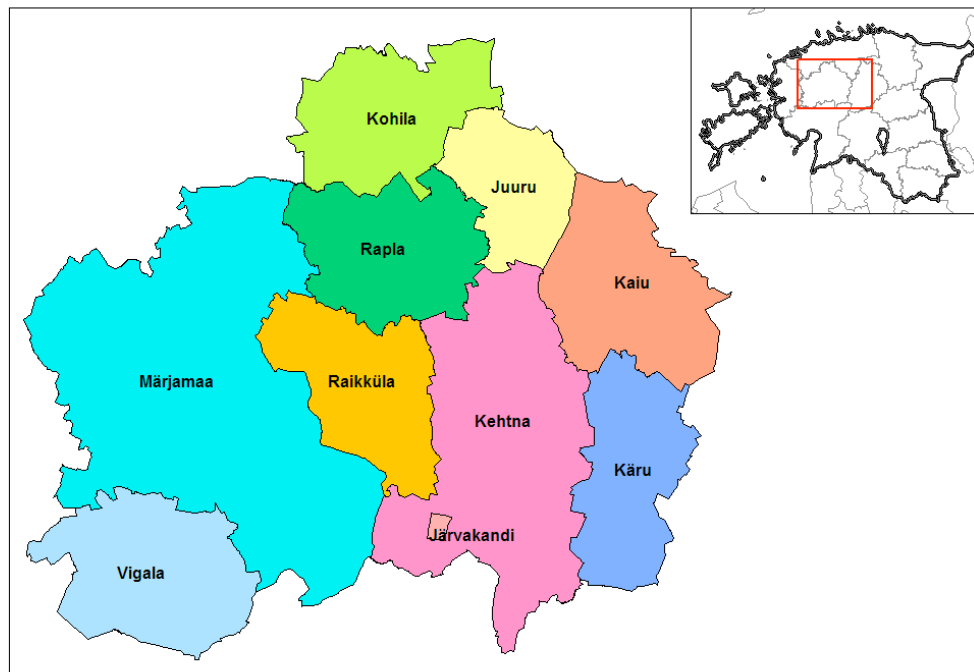 Kohila
Juuru
Rapla
Kaiu
Märjamaa
Raikküla
Kehtna
Käru
Järvakandi
Vigala